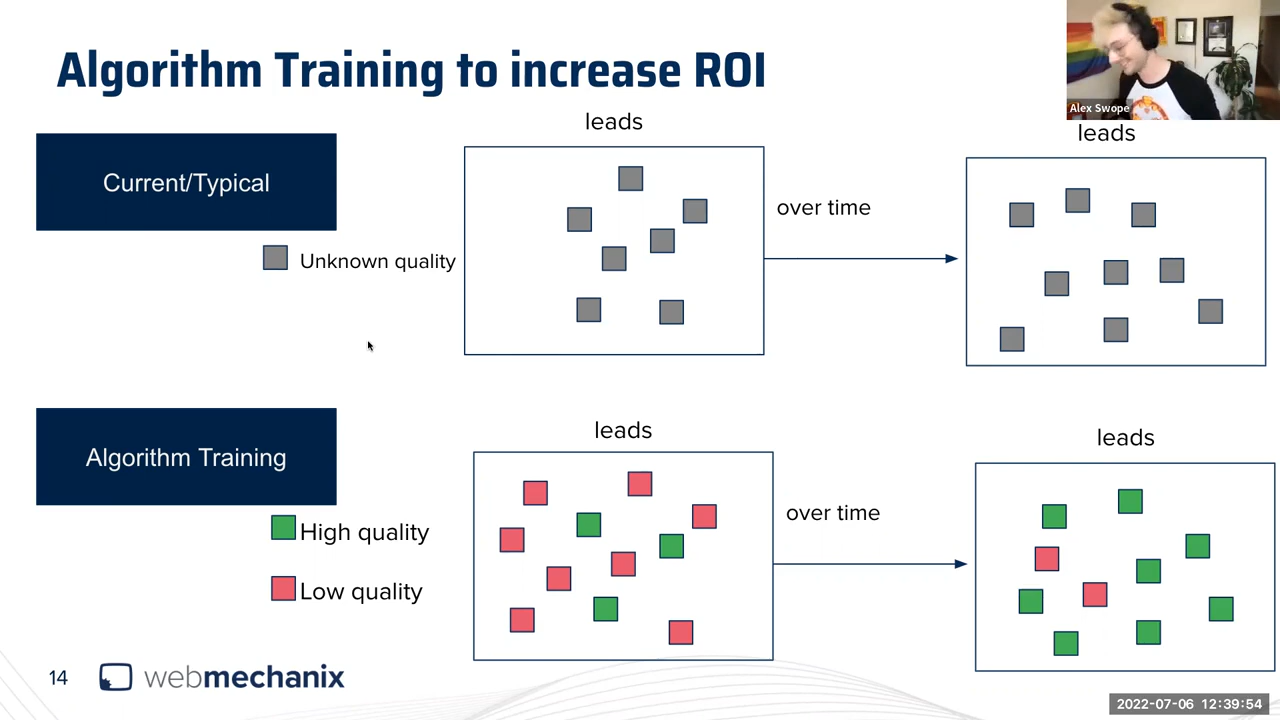 Algorithm Training to increase ROI
Alex Swope
leads
leads
Current/Typical
over time
Unknown quality
leads
leads
Algorithm Training
over time
High quality
Low quality
14
webmechanix
2022-07-06 12:39:54